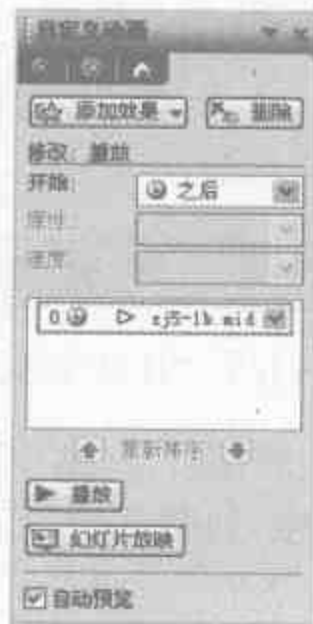 自定义动画
添加效果 删除
修改: 播放
开始: 之后
属性:
速度:
0 zj5-1b.mid
重新排序
播放
幻灯片放映
自动预览